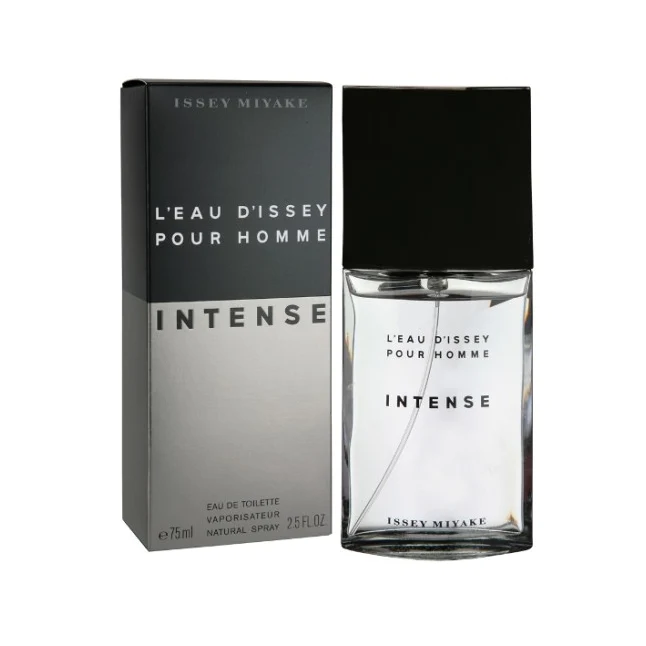 ISSEY MIYAKE
L'EAU D'ISSEY
POUR HOMME
INTENSE
EAU DE TOILETTE
VAPORISATEUR
NATURAL SPRAY
℮75ml
2.5 FL.OZ
L'EAU D'ISSEY
POUR HOMME
INTENSE
ISSEY MIYAKE